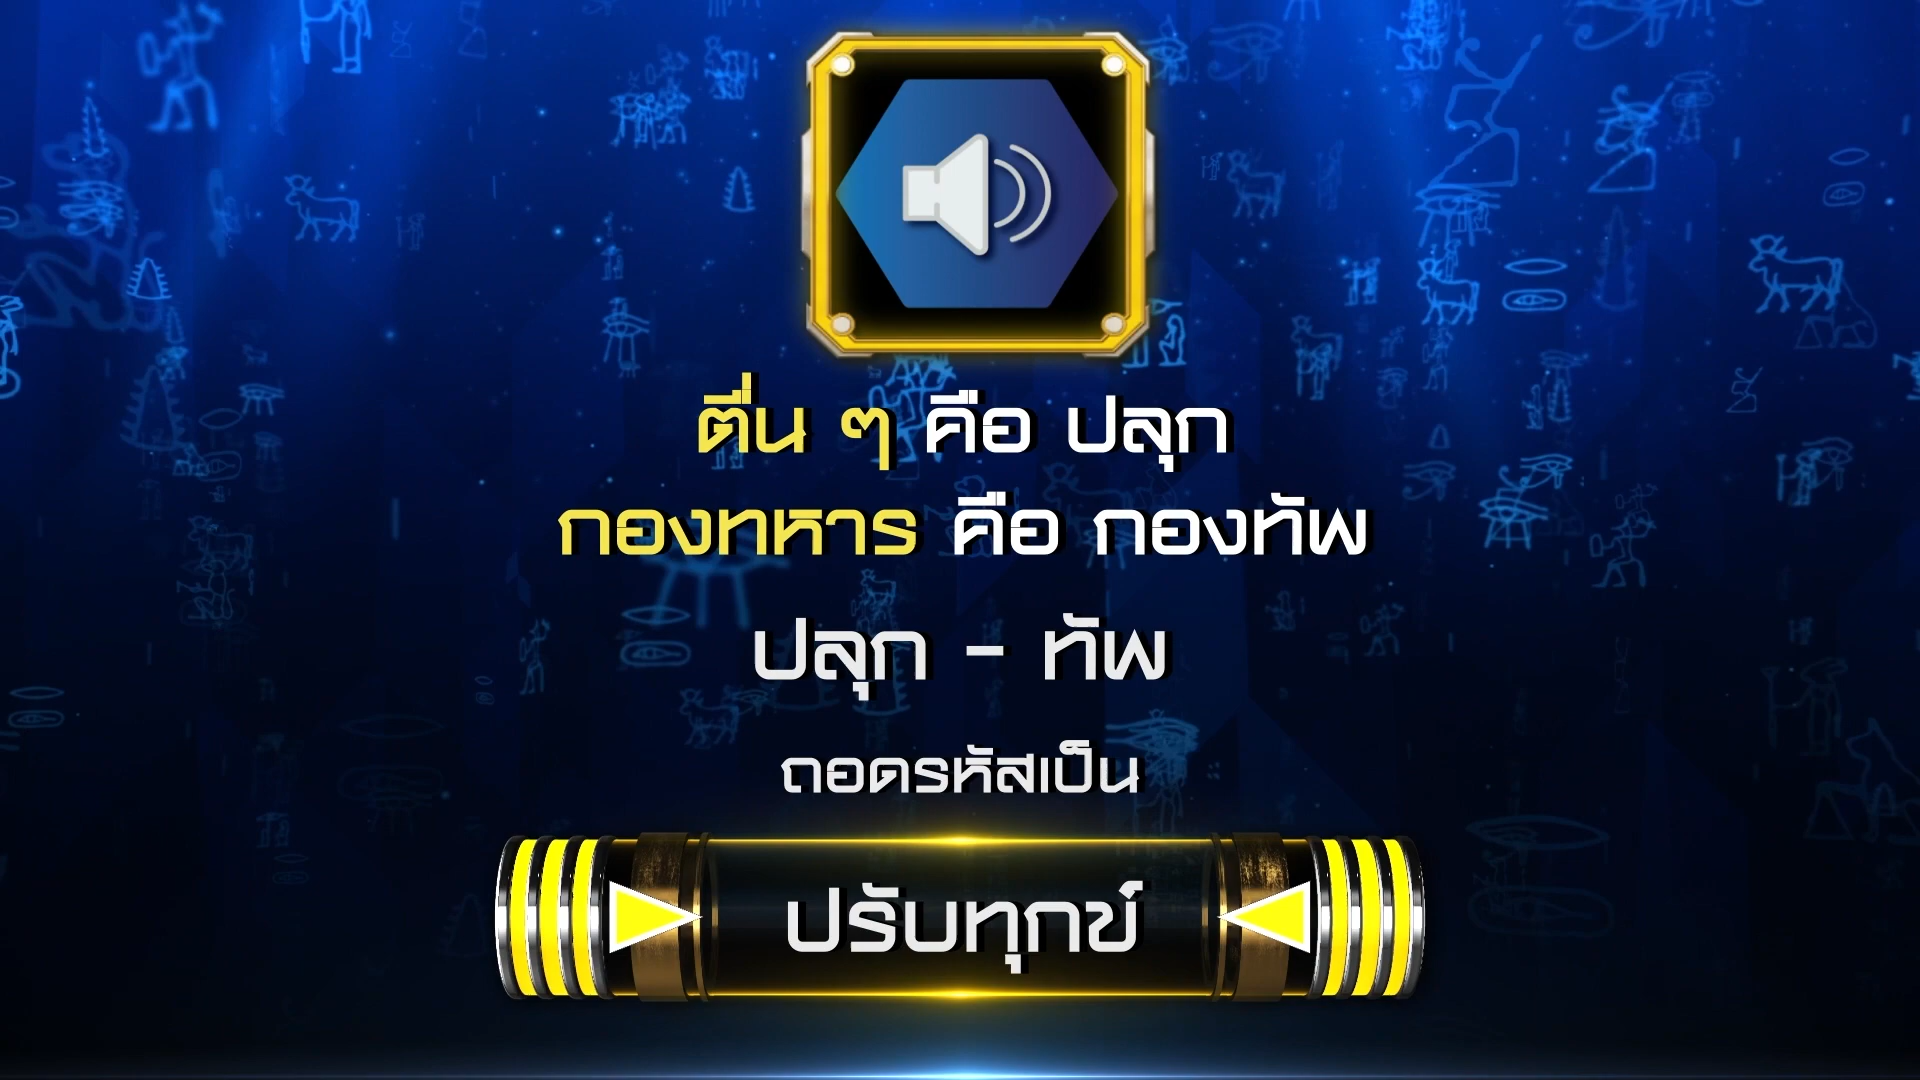 ตื่น ๆ คือ ปลุก
กองทหาร คือ กองทัพ
ปลุก - ทัพ
ถอดรหัสเป็น
ปรับทุกข์